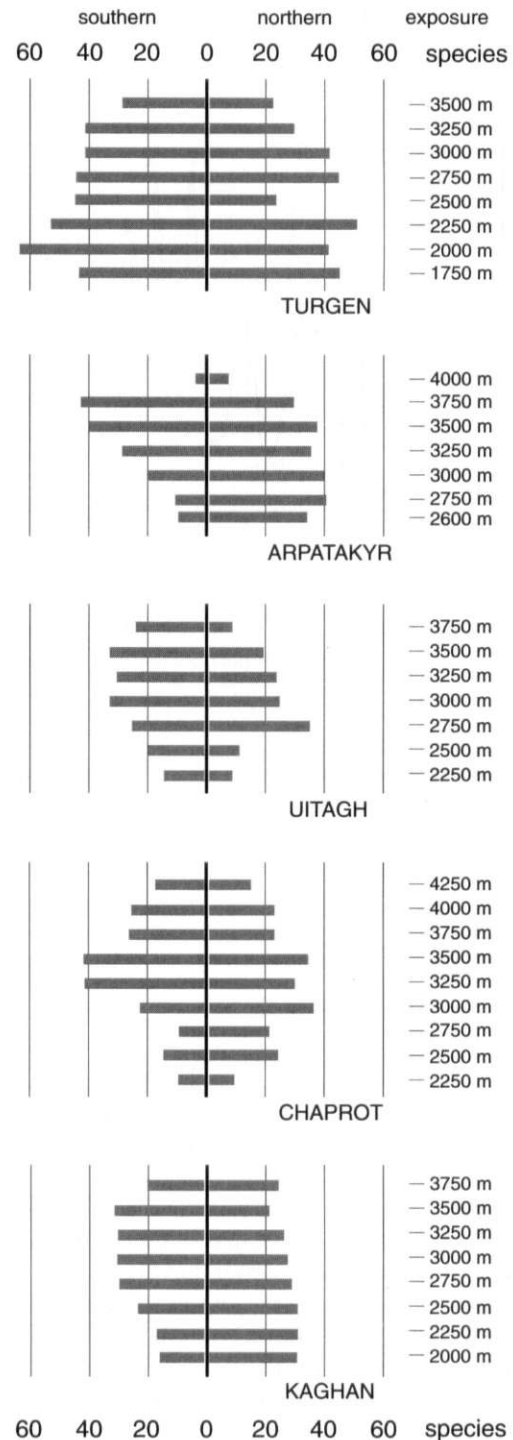 southern northern exposure
60 40 20 0 20 40 60 species
— 3500 m
— 3250 m
— 3000 m
— 2750 m
— 2500 m
— 2250 m
— 2000 m
— 1750 m
TURGEN
— 4000 m
— 3750 m
— 3500 m
— 3250 m
— 3000 m
— 2750 m
— 2600 m
ARPATAKYR
— 3750 m
— 3500 m
— 3250 m
— 3000 m
— 2750 m
— 2500 m
— 2250 m
UITAGH
— 4250 m
— 4000 m
— 3750 m
— 3500 m
— 3250 m
— 3000 m
— 2750 m
— 2500 m
— 2250 m
CHAPROT
— 3750 m
— 3500 m
— 3250 m
— 3000 m
— 2750 m
— 2500 m
— 2250 m
— 2000 m
KAGHAN
60 40 20 0 20 40 60 species